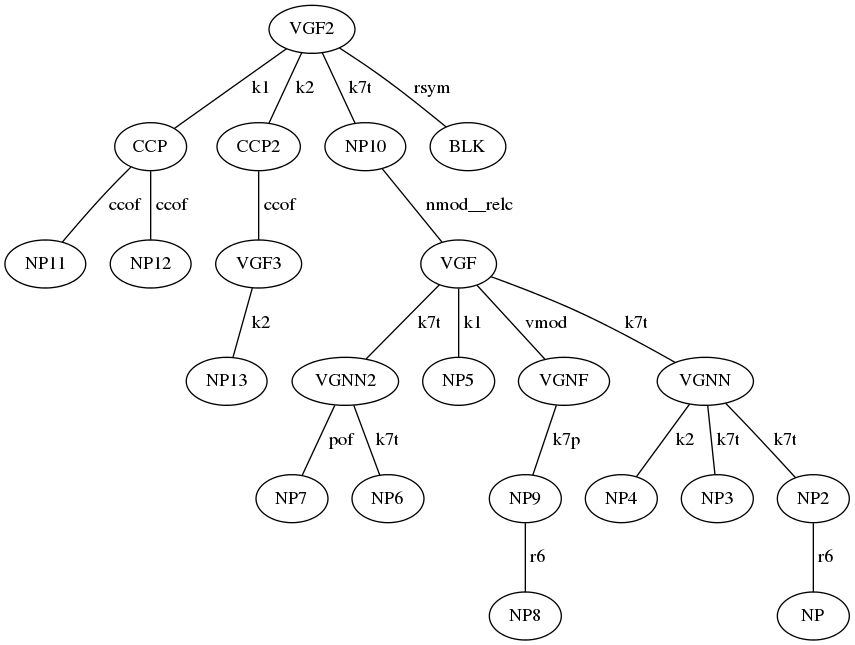 VGF2
k1 k2 k7t rsym
CCP CCP2 NP10 BLK
ccof ccof ccof nmod__relc
NP11 NP12 VGF3 VGF
k2 k7t k1 vmod k7t
NP13 VGNN2 NP5 VGNF VGNN
pof k7t k7p k2 k7t k7t
NP7 NP6 NP9 NP4 NP3 NP2
r6 r6
NP8 NP